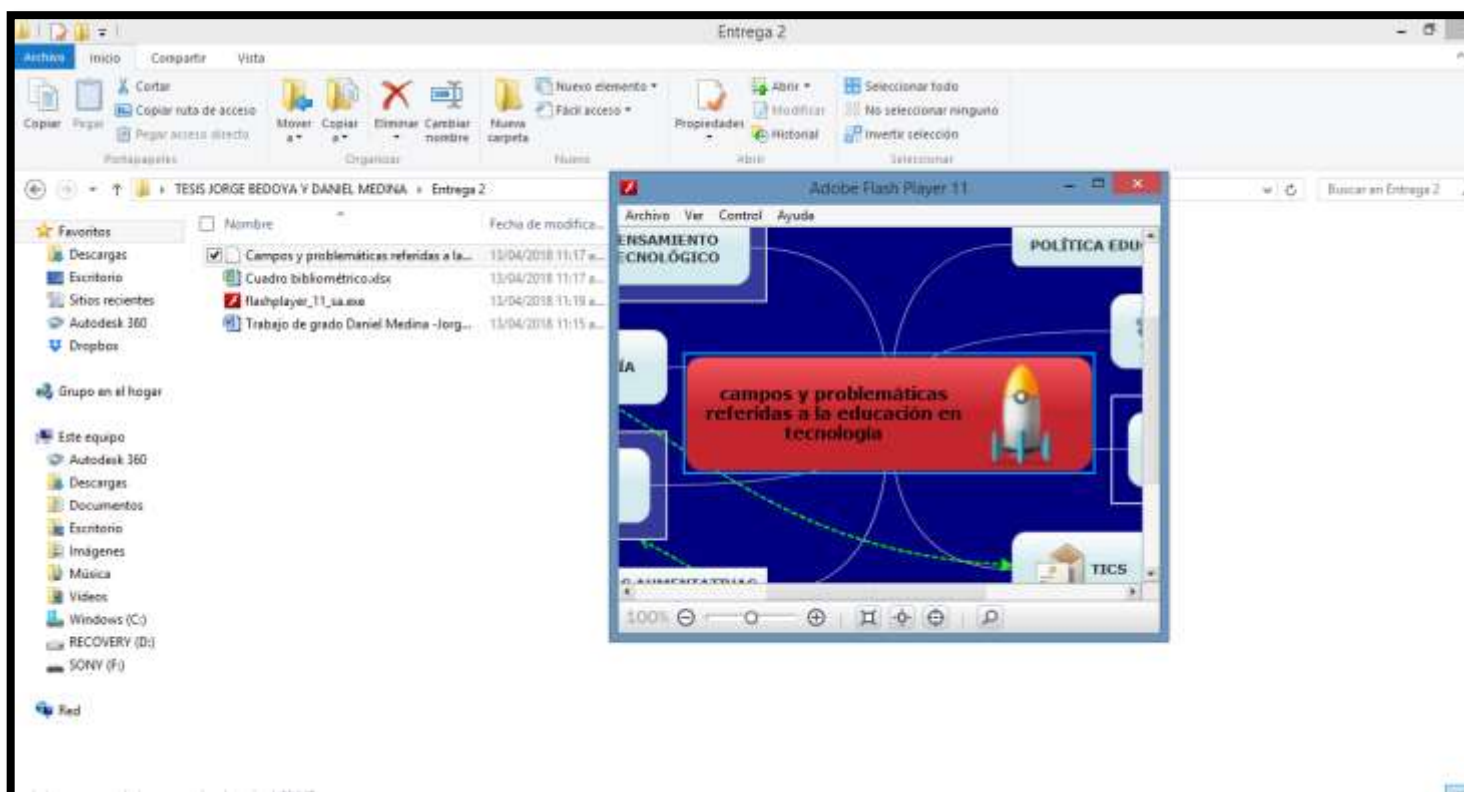 Entrega 2
Archivo Inicio Compartir Vista
Copiar Pegar
Cortar
Copiar ruta de acceso
Pegar acceso directo
Portapapeles
Mover a Copiar a Eliminar Cambiar nombre
Organizar
Nueva carpeta
Nuevo elemento
Fácil acceso
Nuevo
Propiedades
Abrir
Modificar
Historial
Abrir
Seleccionar todo
No seleccionar ninguno
Invertir selección
Seleccionar
TESIS JORGE BEDOYA Y DANIEL MEDINA Entrega 2
Buscar en Entrega 2
Favoritos
Descargas
Escritorio
Sitios recientes
Autodesk 360
Dropbox
Grupo en el hogar
Este equipo
Autodesk 360
Descargas
Documentos
Escritorio
Imágenes
Música
Videos
Windows (C:)
RECOVERY (D:)
SONY (F:)
Red
Nombre Fecha de modifica...
Campos y problemáticas referidas a la... 13/04/2018 11:17 a...
Cuadro bibliométrico.xlsx 13/04/2018 11:17 a...
flashplayer_11_sa.exe 13/04/2018 11:19 a...
Trabajo de grado Daniel Medina -Jorg... 13/04/2018 11:15 a...
Adobe Flash Player 11
Archivo Ver Control Ayuda
ENSAMIENTO
ECNOLÓGICO
POLÍTICA EDU
ÍA
campos y problemáticas
referidas a la educación en
tecnología
TICS
100%